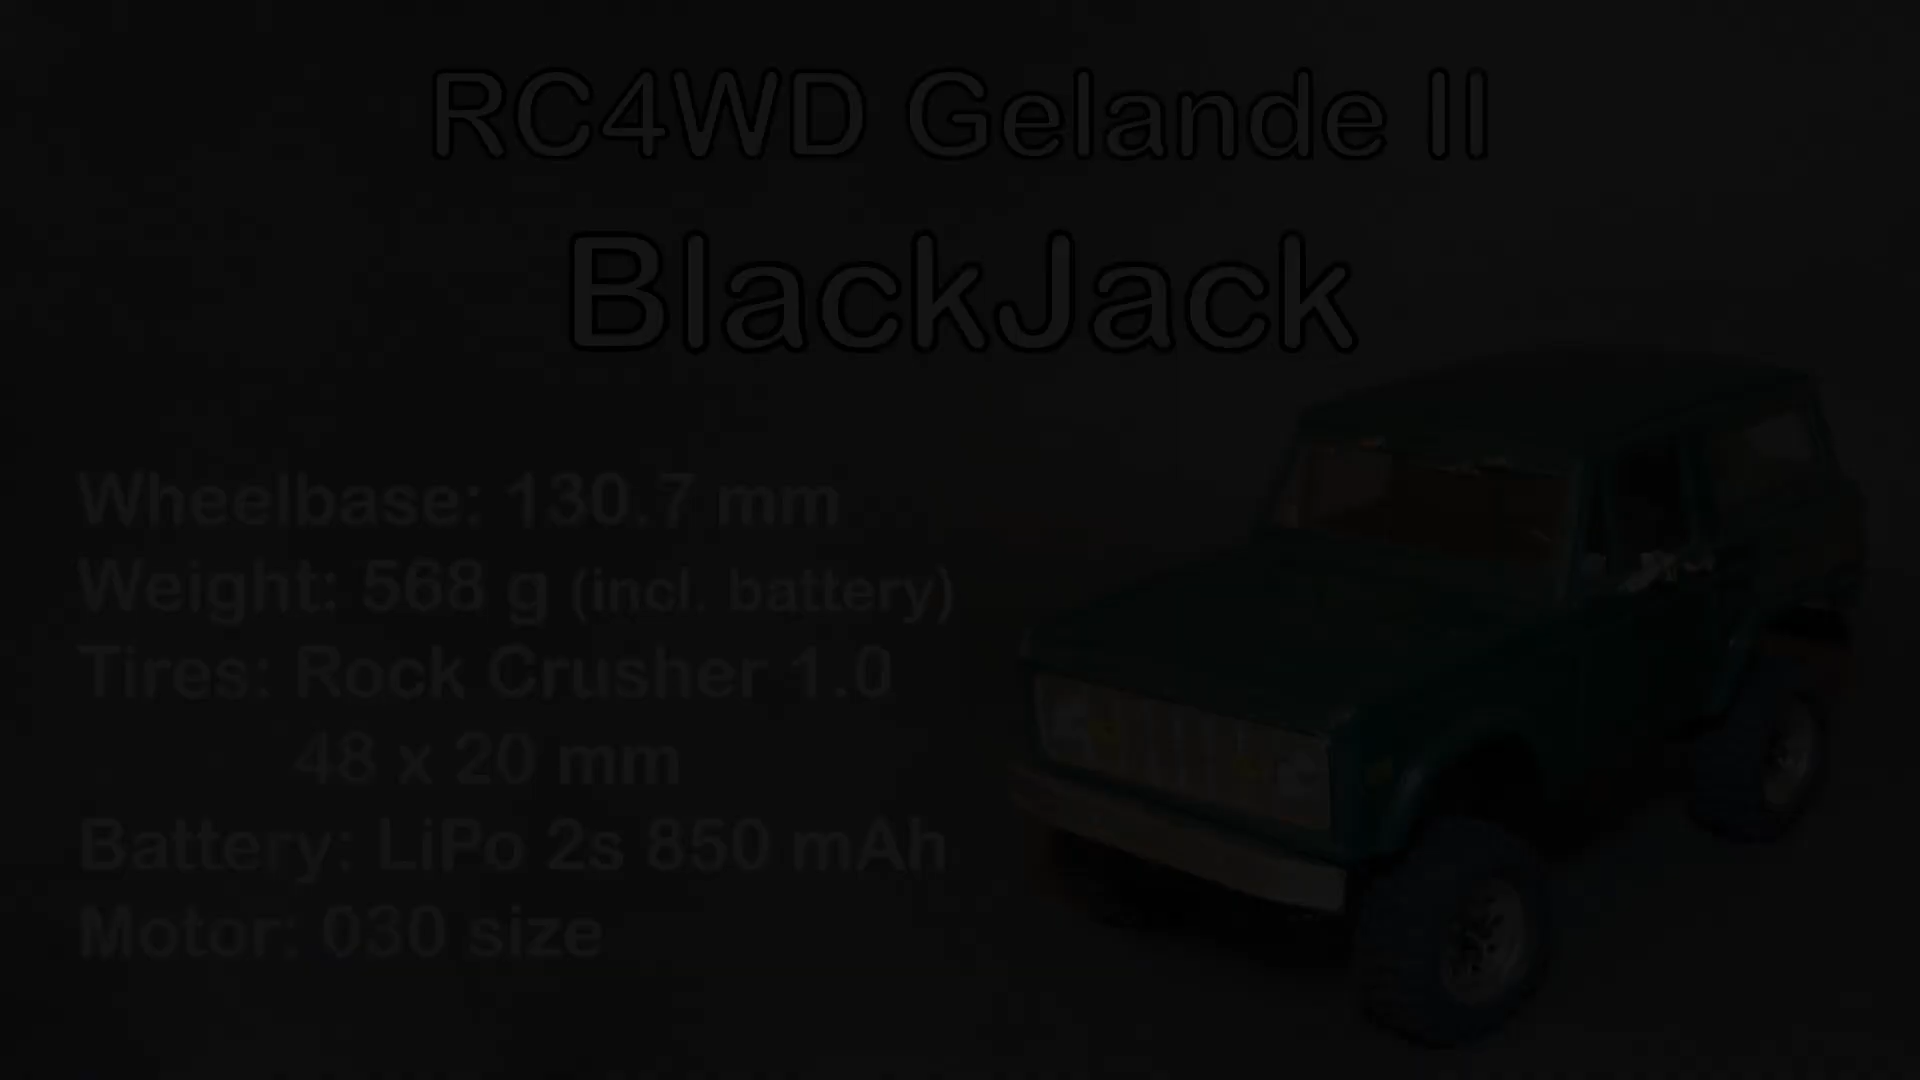 RC4WD Gelande II
BlackJack
Wheelbase: 130.7 mm
Weight: 568 g (incl. battery)
Tires: Rock Crusher 1.0
48 x 20 mm
Battery: LiPo 2s 850 mAh
Motor: 030 size